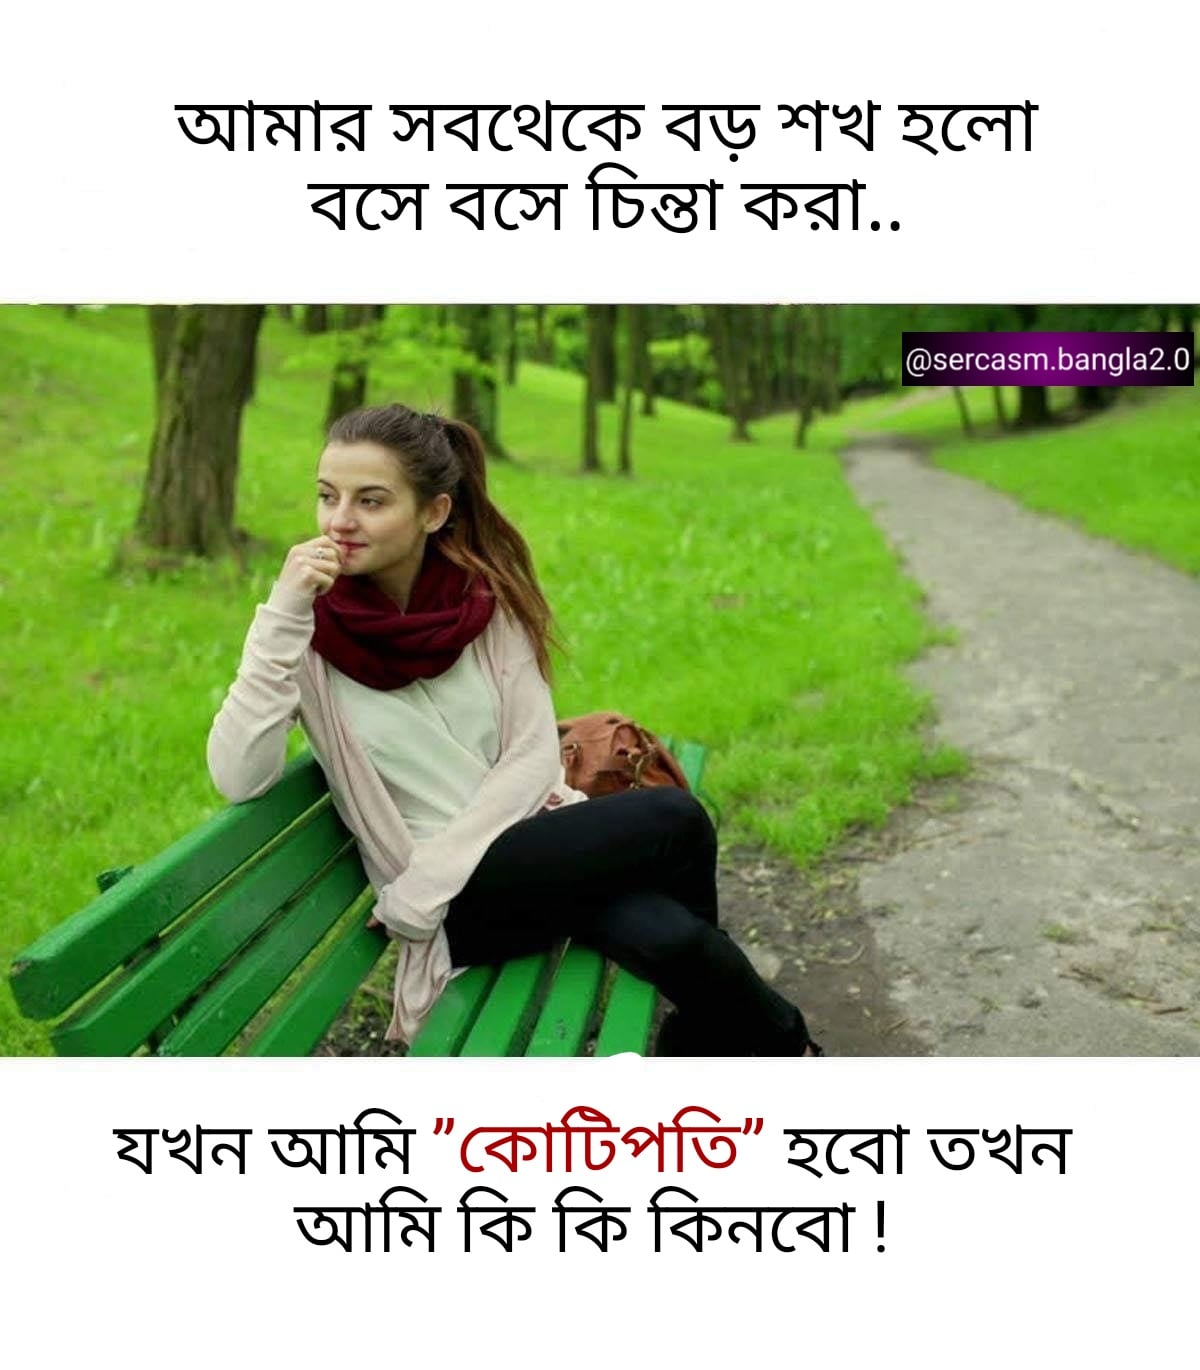 আমার সবথেকে বড় শখ হলো
বসে বসে চিন্তা করা..
@sercasm.bangla2.0
যখন আমি ”কোটিপতি” হবো তখন
আমি কি কি কিনবো !